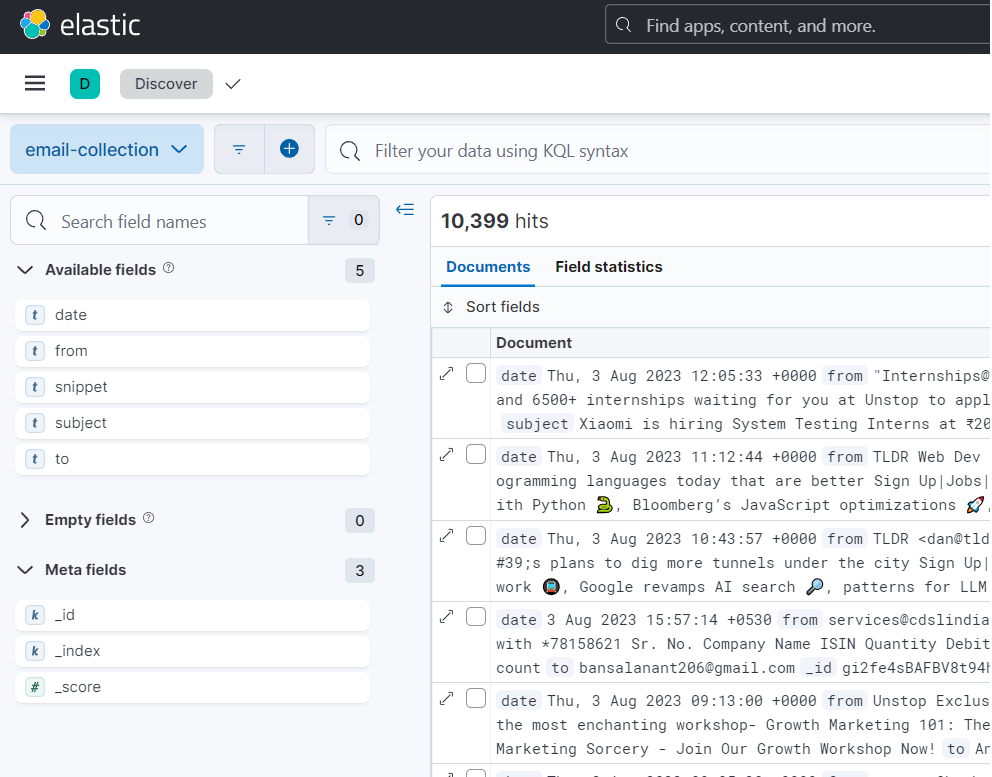 elastic
Find apps, content, and more.
D
Discover
email-collection
Filter your data using KQL syntax
Search field names
0
10,399 hits
Available fields
5
Documents
Field statistics
t date
Sort fields
t from
Document
t snippet
date Thu, 3 Aug 2023 12:05:33 +0000 from "Internships@
and 6500+ internships waiting for you at Unstop to appl
t subject
subject Xiaomi is hiring System Testing Interns at ₹20
t to
date Thu, 3 Aug 2023 11:12:44 +0000 from TLDR Web Dev
ogramming languages today that are better Sign Up|Jobs|
ith Python 🐍, Bloomberg’s JavaScript optimizations 🚀,
Empty fields
0
date Thu, 3 Aug 2023 10:43:57 +0000 from TLDR <dan@tld
#39;s plans to dig more tunnels under the city Sign Up|
Meta fields
3
work 🚇, Google revamps AI search 🔎, patterns for LLM
k _id
date 3 Aug 2023 15:57:14 +0530 from services@cdslindia
with *78158621 Sr. No. Company Name ISIN Quantity Debit
k _index
count to bansalanant206@gmail.com _id gi2fe4sBAFBV8t94h
# _score
date Thu, 3 Aug 2023 09:13:00 +0000 from Unstop Exclus
the most enchanting workshop- Growth Marketing 101: The
Marketing Sorcery - Join Our Growth Workshop Now! to An